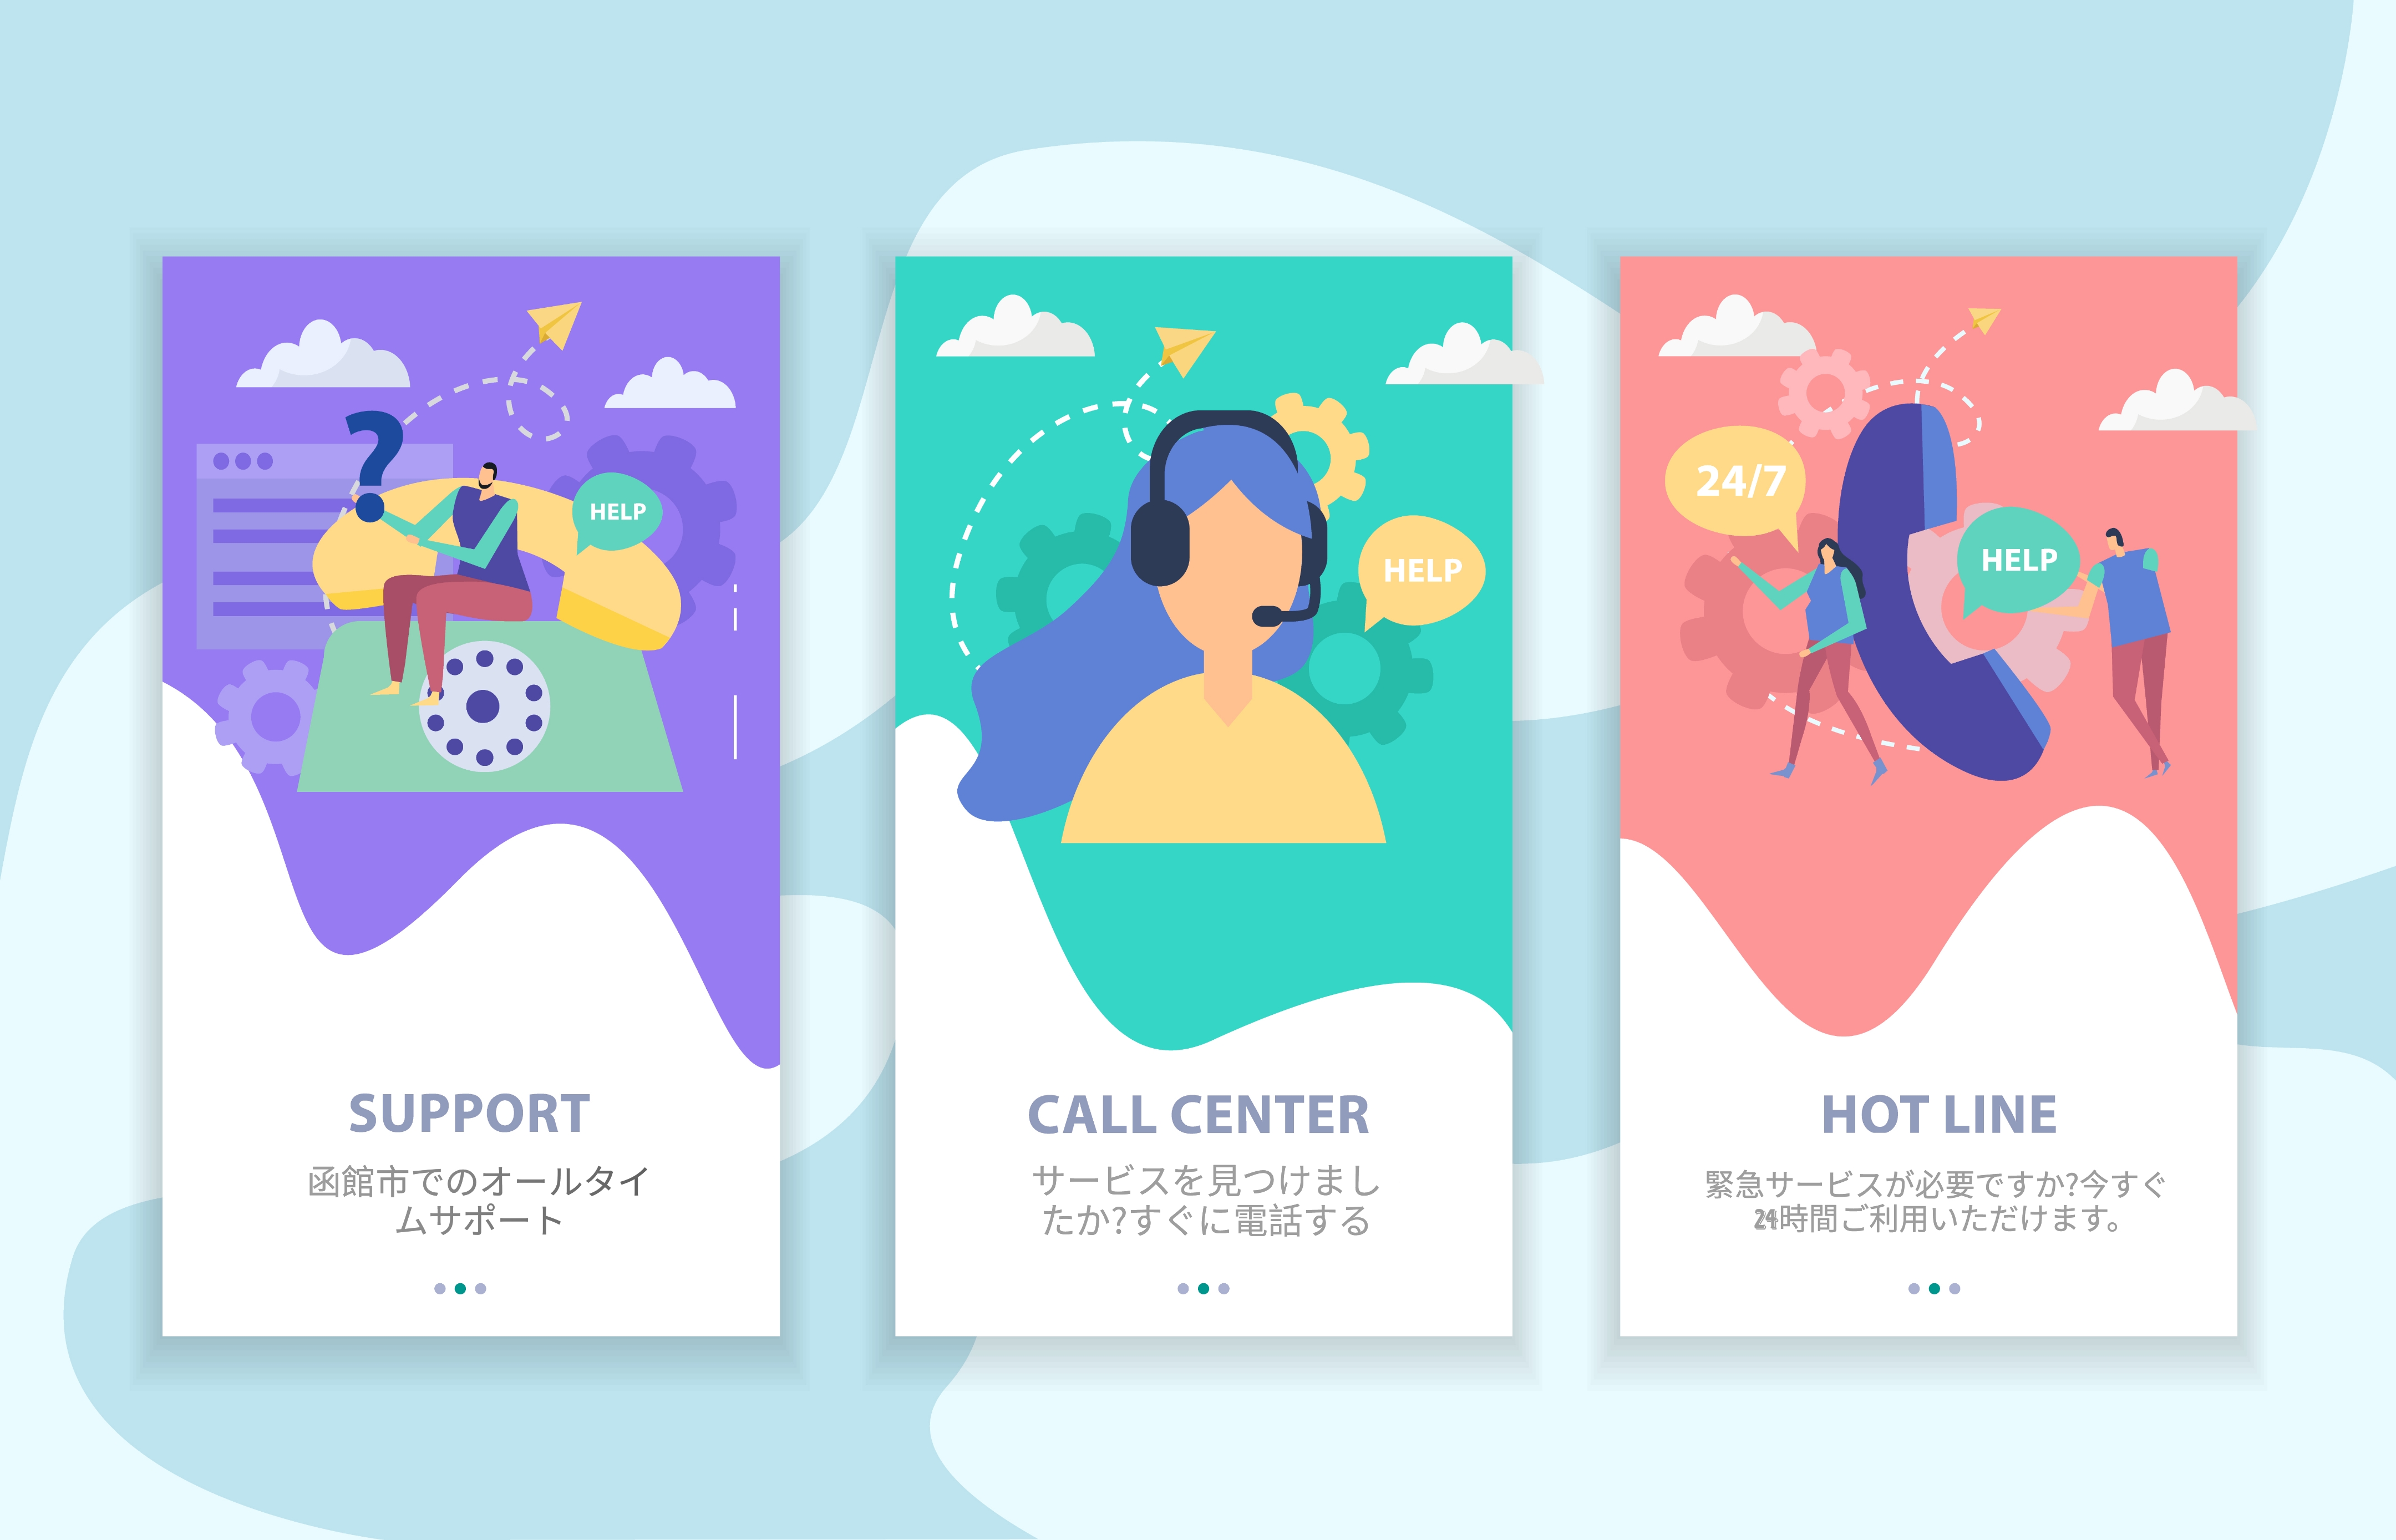 HELP
SUPPORT
函館市でのオールタイ
ムサポート
HELP
CALL CENTER
サービスを見つけまし
たか?すぐに電話する
24/7
HELP
HOT LINE
緊急サービスが必要ですか?今すぐ
24時間ご利用いただけます。